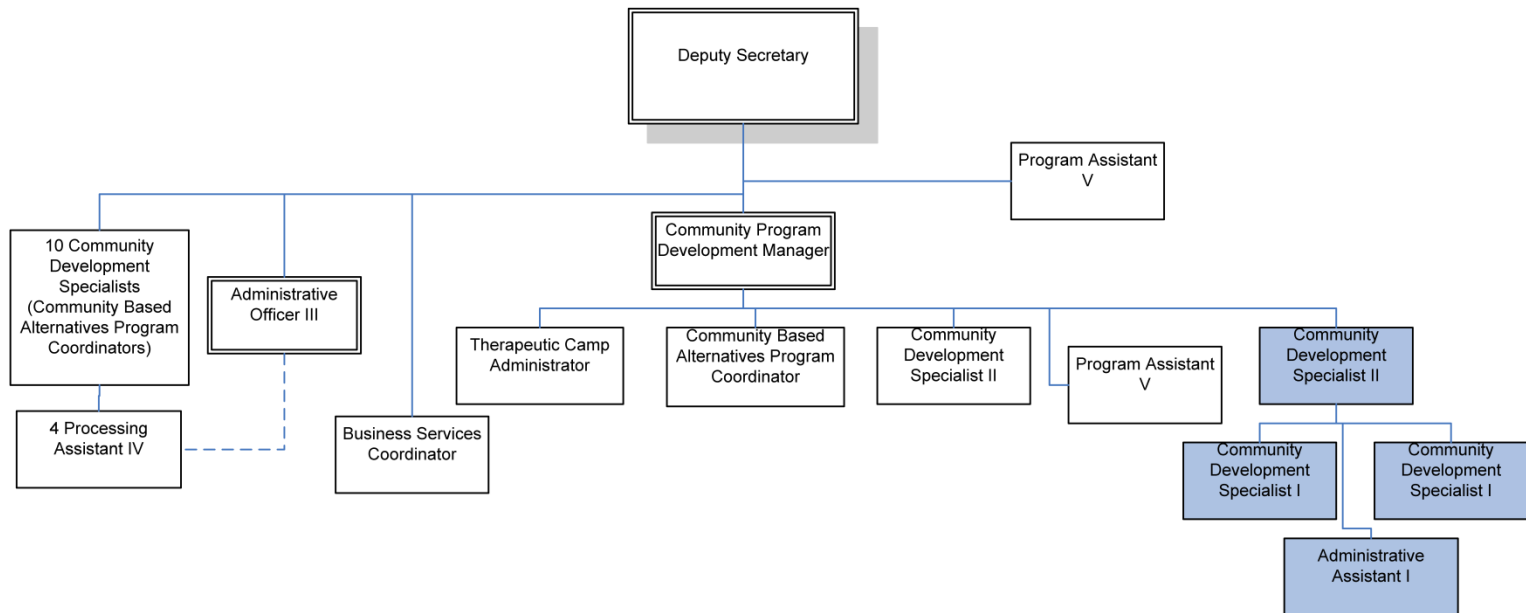 Deputy Secretary
Program Assistant
V
10 Community
Development
Specialists
(Community Based
Alternatives Program
Coordinators)
Administrative
Officer III
Community Program
Development Manager
4 Processing
Assistant IV
Business Services
Coordinator
Therapeutic Camp
Administrator
Community Based
Alternatives Program
Coordinator
Community
Development
Specialist II
Program Assistant
V
Community
Development
Specialist II
Community
Development
Specialist I
Community
Development
Specialist I
Administrative
Assistant I